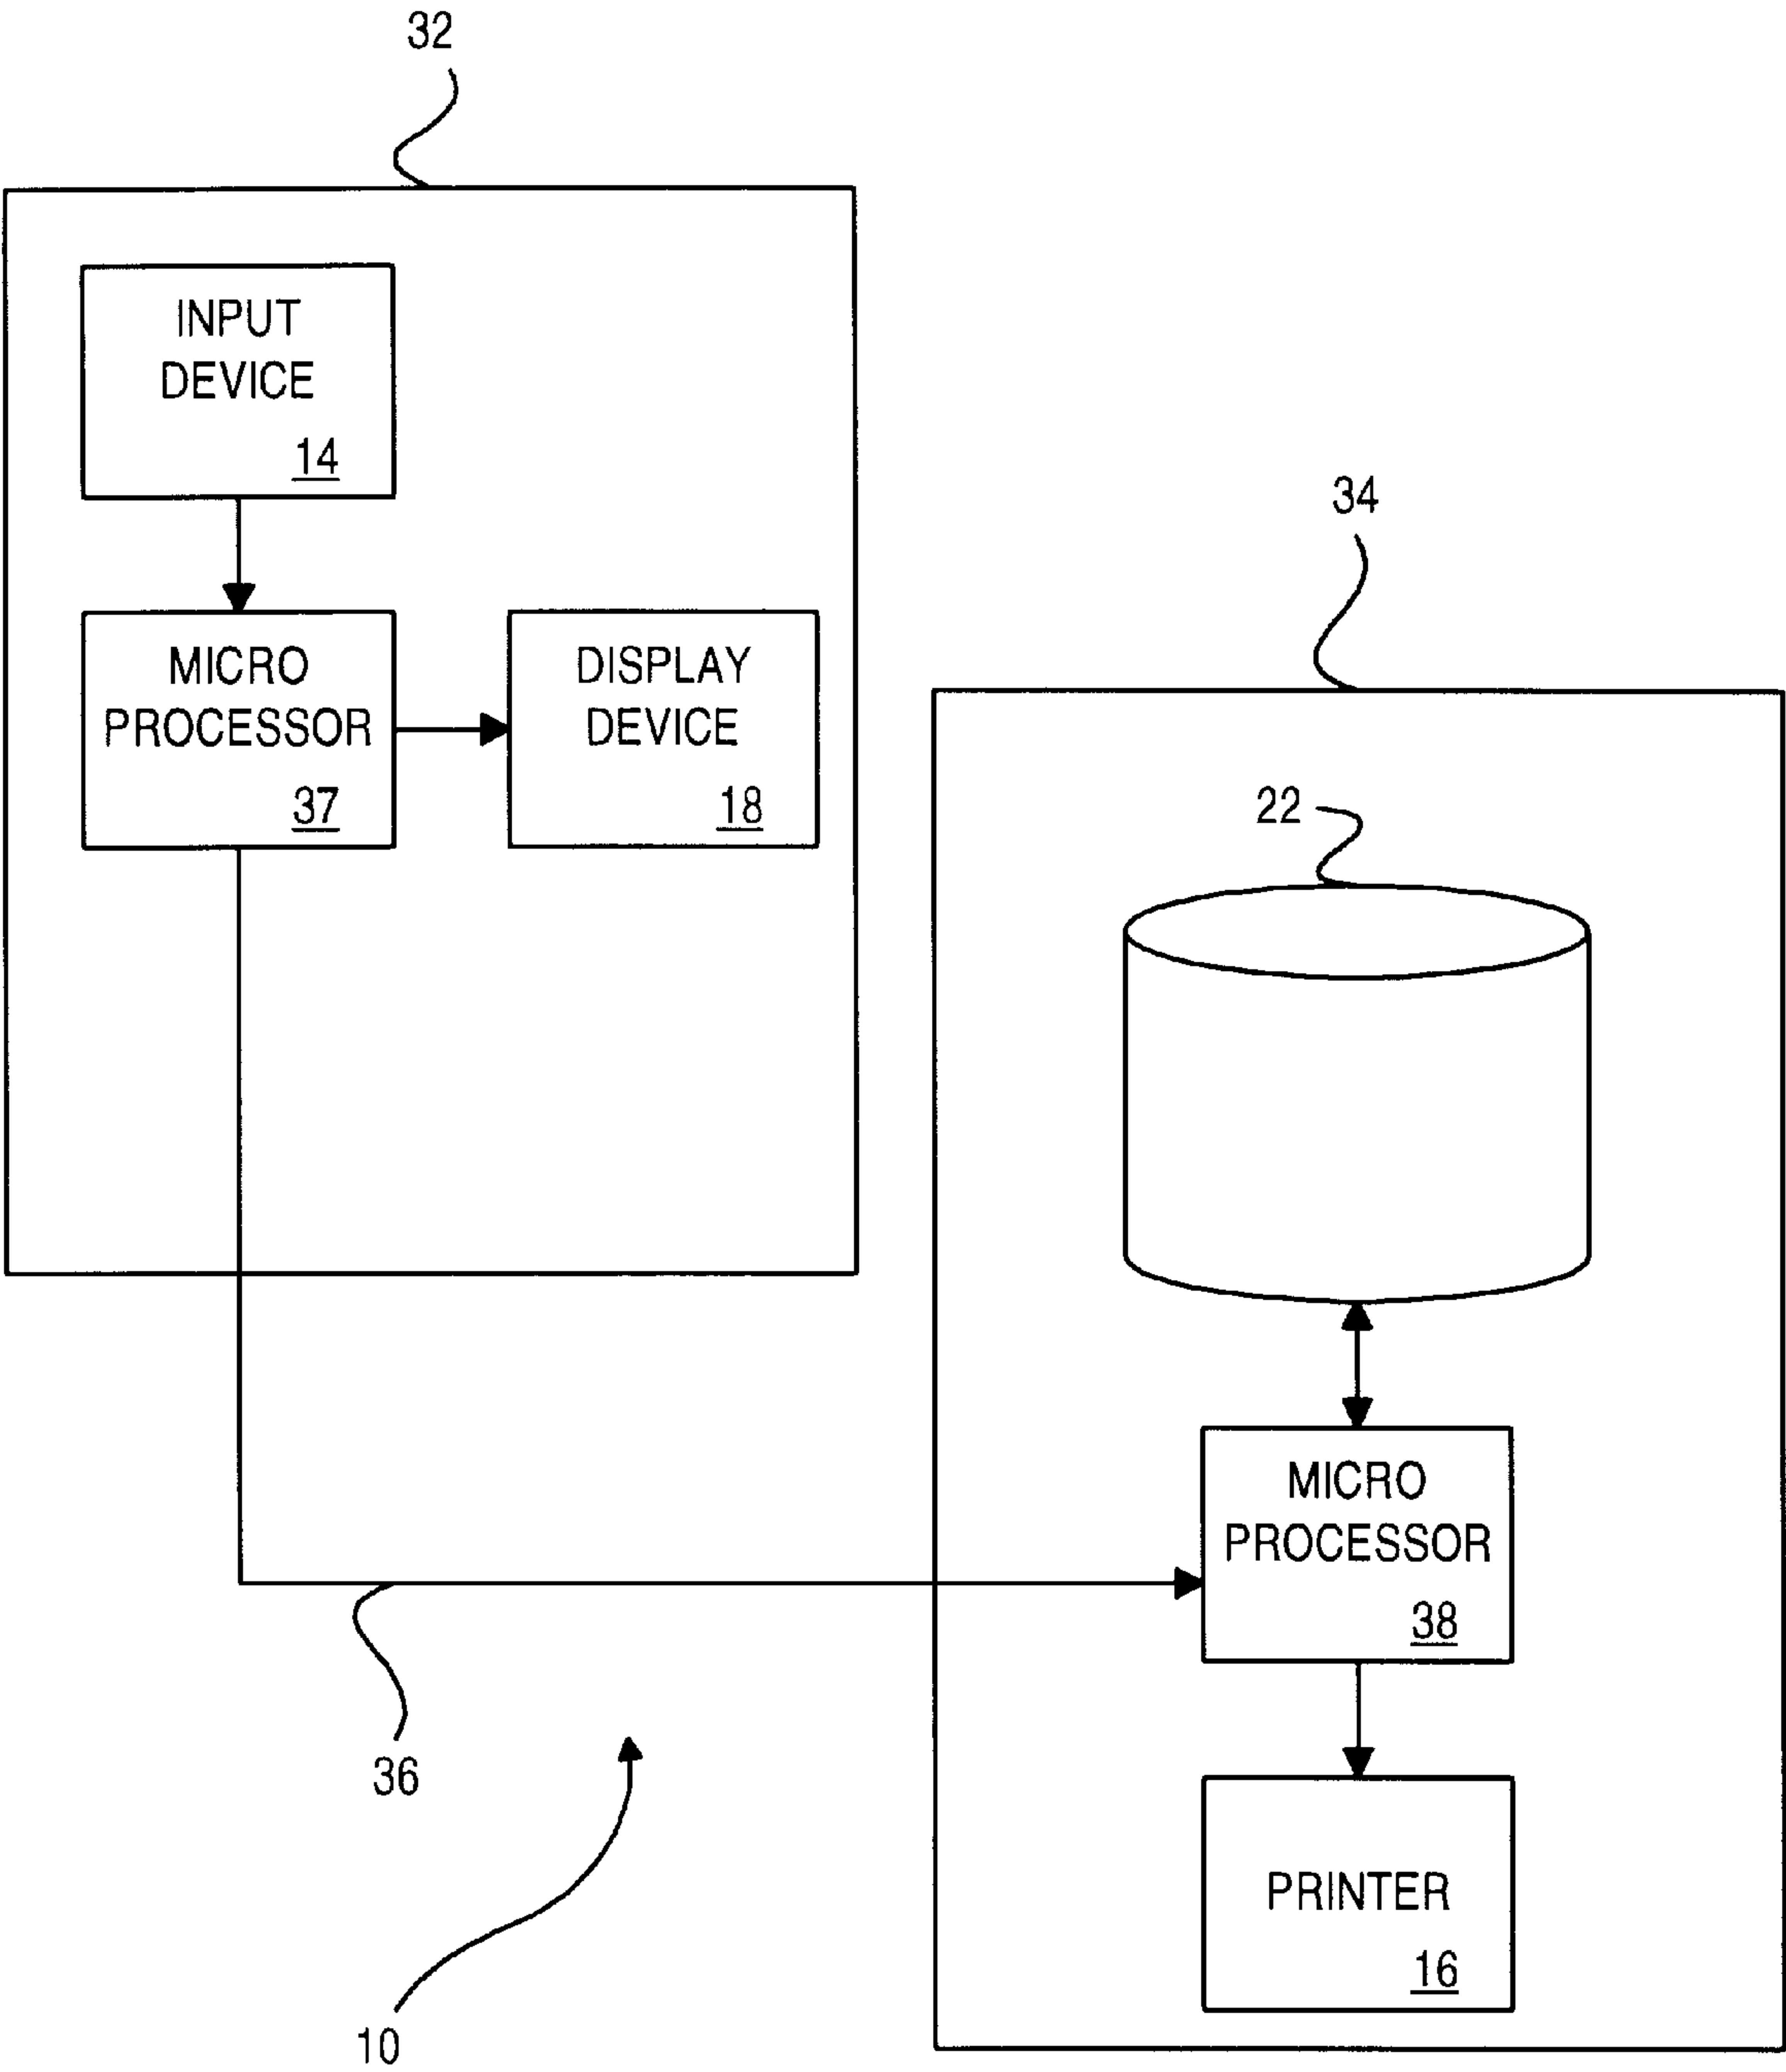 32
INPUT
DEVICE
14
MICRO
PROCESSOR
37
DISPLAY
DEVICE
18
34
22
MICRO
PROCESSOR
38
36
PRINTER
16
10